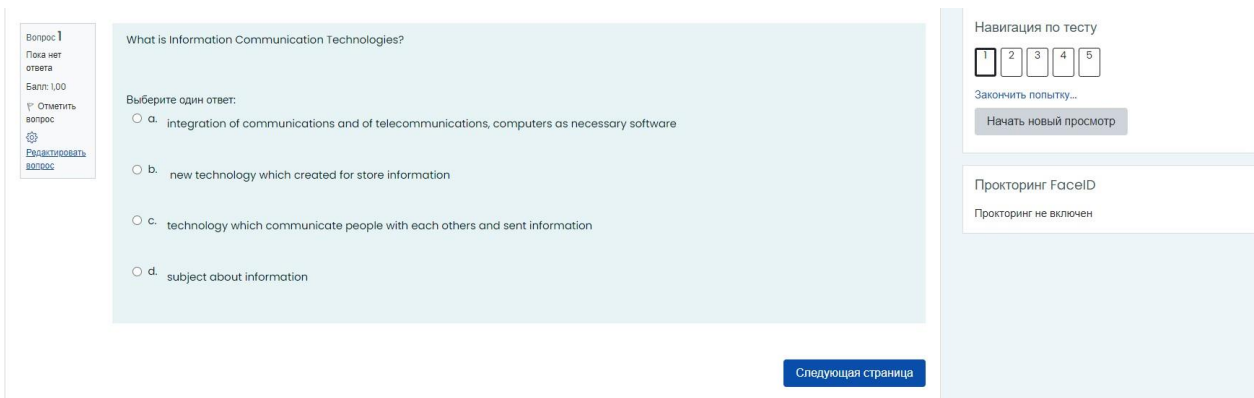 Вопрос 1
Пока нет
ответа
Балл: 1,00
Отметить
вопрос
Редактировать
вопрос
What is Information Communication Technologies?
Выберите один ответ:
a. integration of communications and of telecommunications, computers as necessary software
b. new technology which created for store information
c. technology which communicate people with each others and sent information
d. subject about information
Следующая страница
Навигация по тесту
1 2 3 4 5
Закончить попытку...
Начать новый просмотр
Прокторинг FaceID
Прокторинг не включен